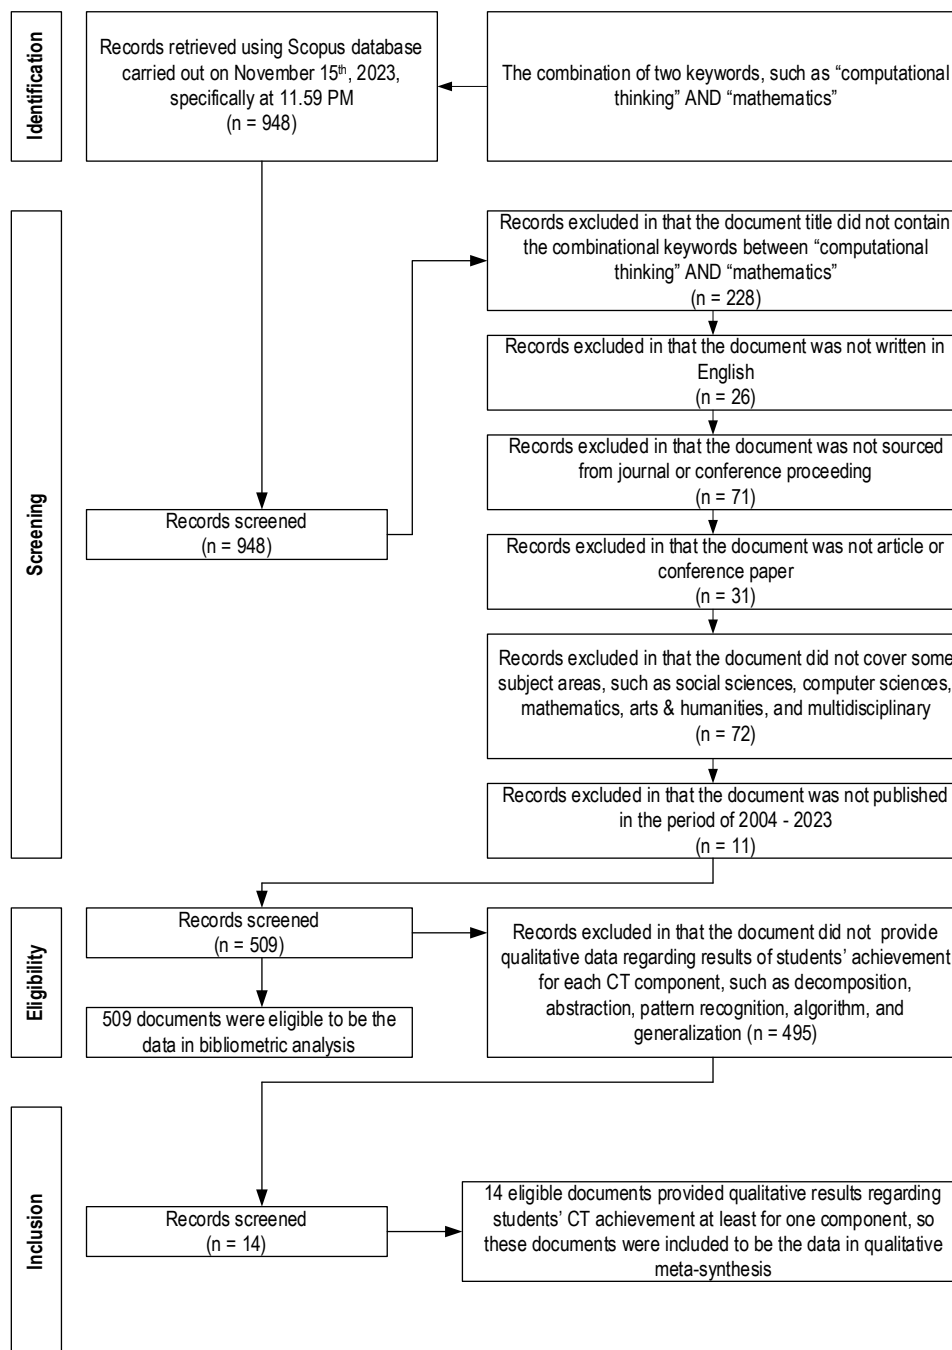 Identification
Records retrieved using Scopus database
carried out on November 15th, 2023,
specifically at 11.59 PM
(n = 948)
The combination of two keywords, such as “computational
thinking” AND “mathematics”
Screening
Records excluded in that the document title did not contain
the combinational keywords between “computational
thinking” AND “mathematics”
(n = 228)
Records excluded in that the document was not written in
English
(n = 26)
Records excluded in that the document was not sourced
from journal or conference proceeding
(n = 71)
Records screened
(n = 948)
Records excluded in that the document was not article or
conference paper
(n = 31)
Records excluded in that the document did not cover some
subject areas, such as social sciences, computer sciences,
mathematics, arts & humanities, and multidisciplinary
(n = 72)
Records excluded in that the document was not published
in the period of 2004 - 2023
(n = 11)
Eligibility
Records screened
(n = 509)
509 documents were eligible to be the
data in bibliometric analysis
Records excluded in that the document did not provide
qualitative data regarding results of students’ achievement
for each CT component, such as decomposition,
abstraction, pattern recognition, algorithm, and
generalization (n = 495)
Inclusion
Records screened
(n = 14)
14 eligible documents provided qualitative results regarding
students’ CT achievement at least for one component, so
these documents were included to be the data in qualitative
meta-synthesis